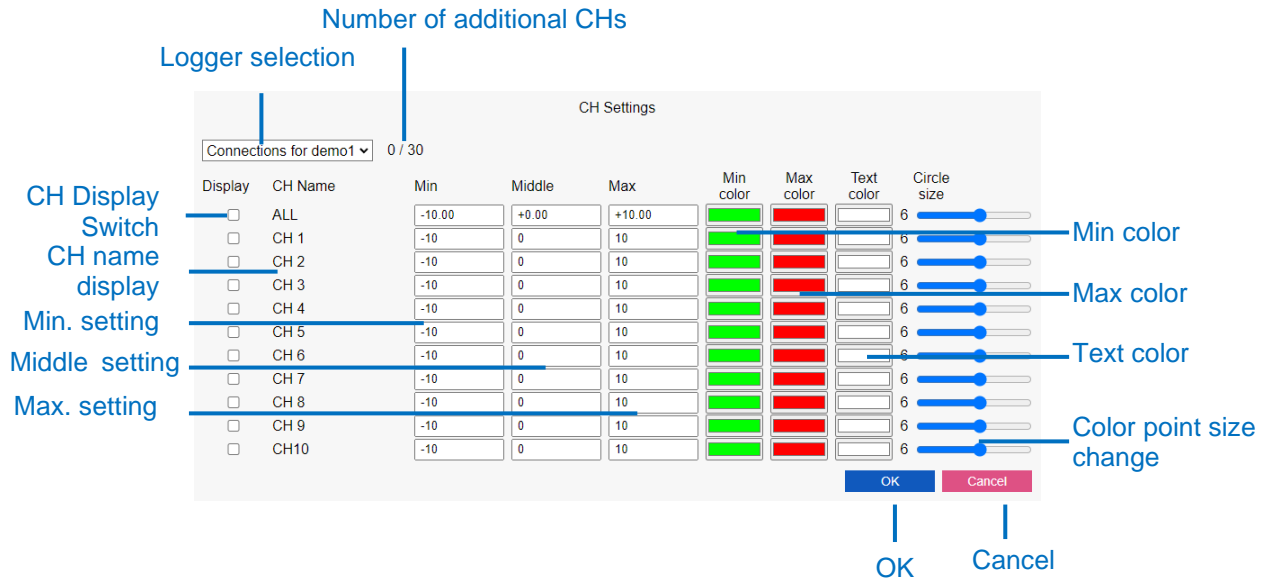 Number of additional CHs
Logger selection
CH Settings
Connections for demo1 0 / 30
Display CH Name Min Middle Max Min color Max color Text color Circle size
CH Display
Switch
ALL -10.00 +0.00 +10.00 6
CH 1 -10 0 10 6
Min color
CH name
display
CH 2 -10 0 10 6
CH 3 -10 0 10 6
Max color
CH 4 -10 0 10 6
Min. setting
CH 5 -10 0 10 6
Middle setting
CH 6 -10 0 10 6
Text color
CH 7 -10 0 10 6
Max. setting
CH 8 -10 0 10 6
CH 9 -10 0 10 6
Color point size
change
CH10 -10 0 10 6
OK Cancel
OK
Cancel